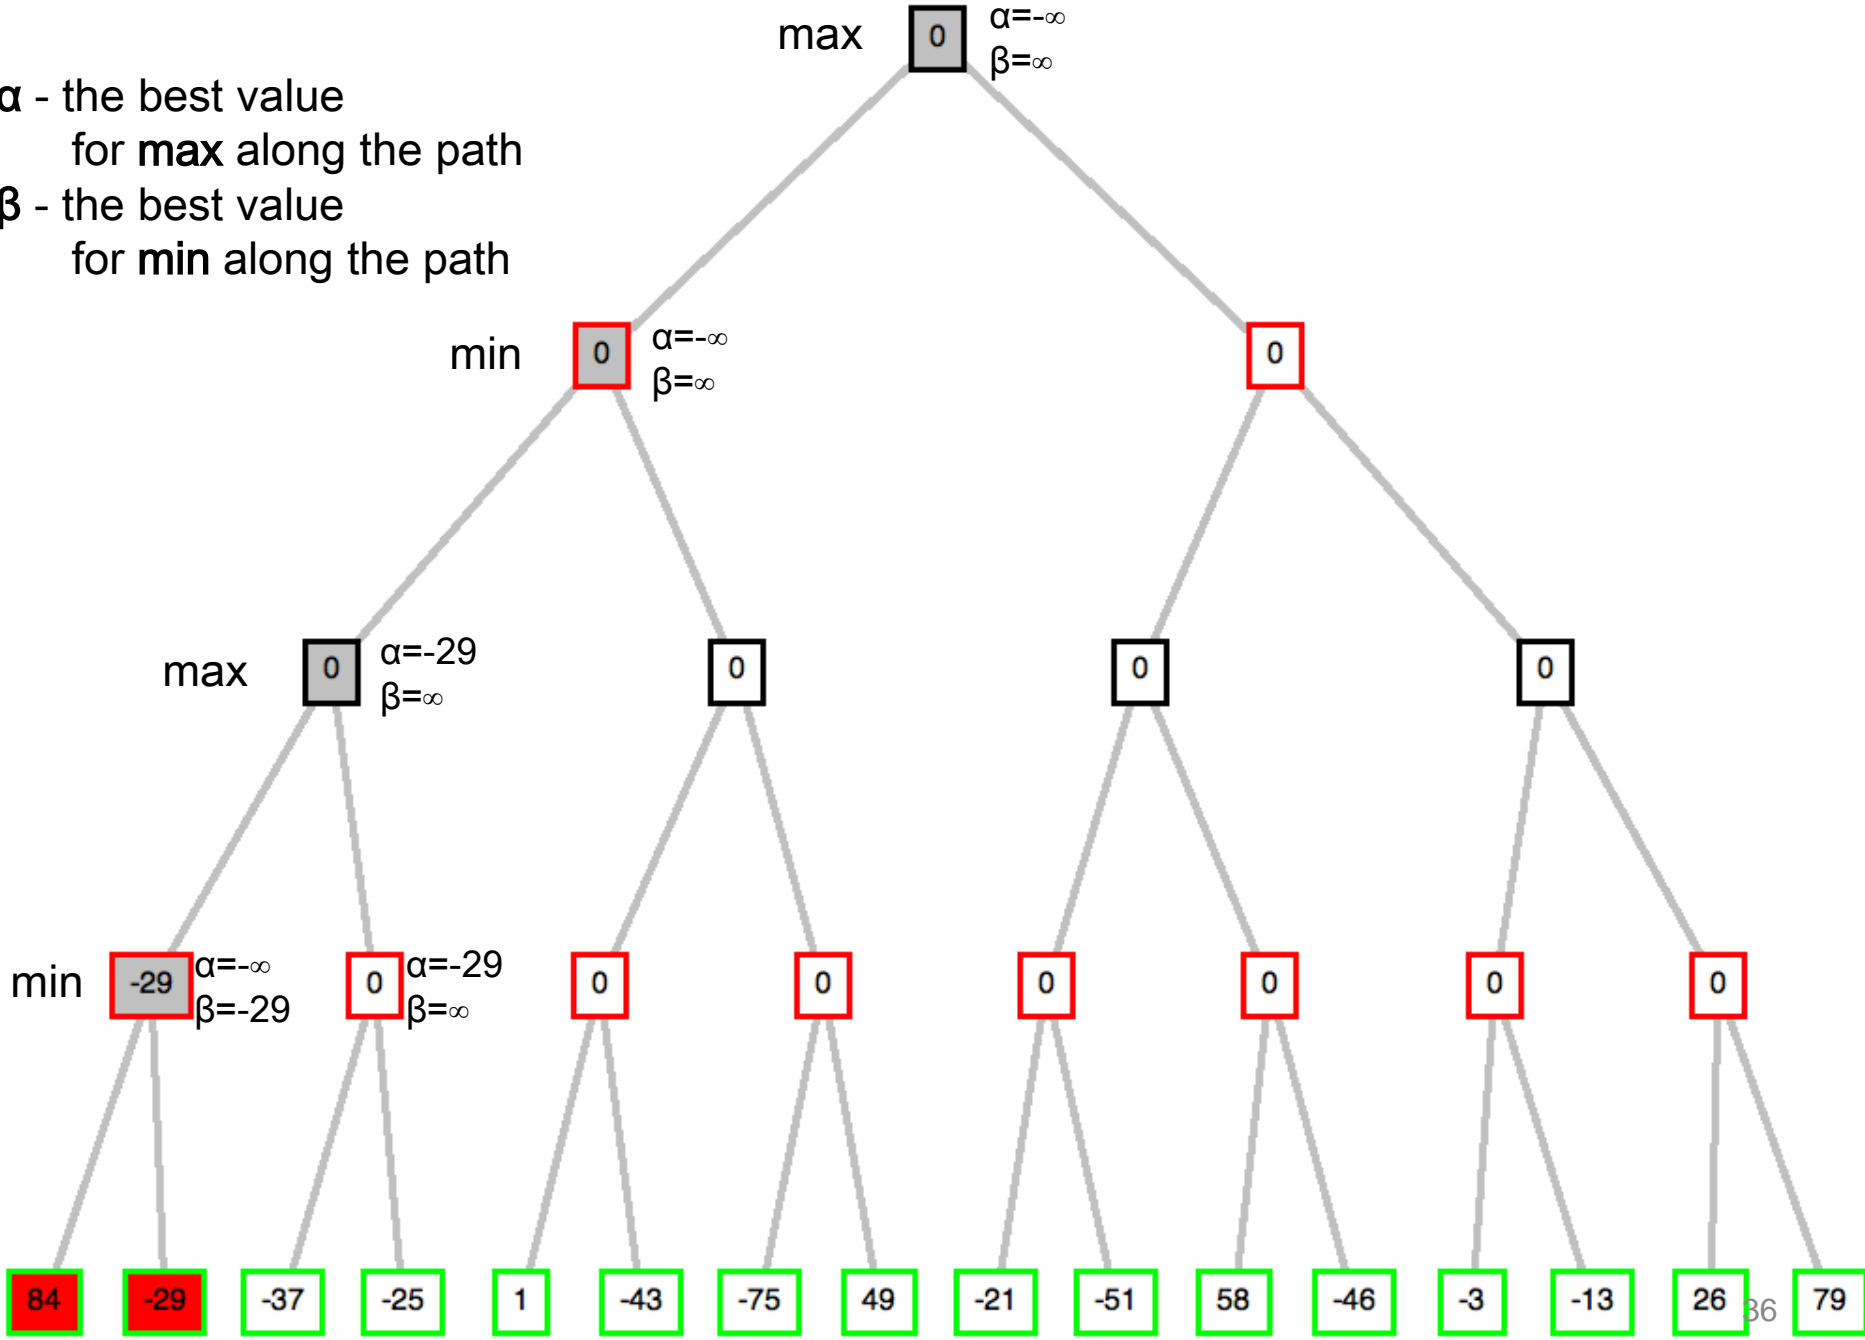 max 0 α=-∞
β=∞
α - the best value
for max along the path
β - the best value
for min along the path
min 0 α=-∞ 0
β=∞
max 0 α=-29 0 0 0
β=∞
min -29 α=-∞ 0 α=-29 0 0 0 0 0 0
β=-29 β=∞
84 -29 -37 -25 1 -43 -75 49 -21 -51 58 -46 -3 -13 26 36 79